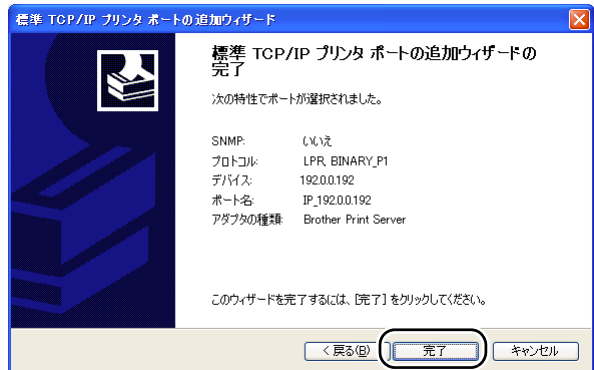 標準 TCP/IP プリンタ ポートの追加ウィザード
標準 TCP/IP プリンタ ポートの追加ウィザードの
完了
次の特性でポートが選択されました。
SNMP: いいえ
プロトコル: LPR, BINARY_P1
デバイス: 192.0.0.192
ポート名: IP_192.0.0.192
アダプタの種類: Brother Print Server
このウィザードを完了するには、[完了] をクリックしてください。
< 戻る(B) 完了 キャンセル